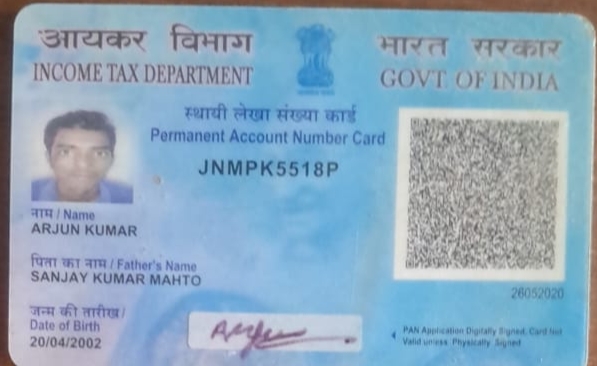 आयकर विभाग
INCOME TAX DEPARTMENT
भारत सरकार
GOVT. OF INDIA
स्थायी लेखा संख्या कार्ड
Permanent Account Number Card
JNMPK5518P
नाम / Name
ARJUN KUMAR
पिता का नाम / Father's Name
SANJAY KUMAR MAHTO
जन्म की तारीख /
Date of Birth
20/04/2002
26052020
PAN Application Digitally Signed, Card Not
Valid unless Physically Signed